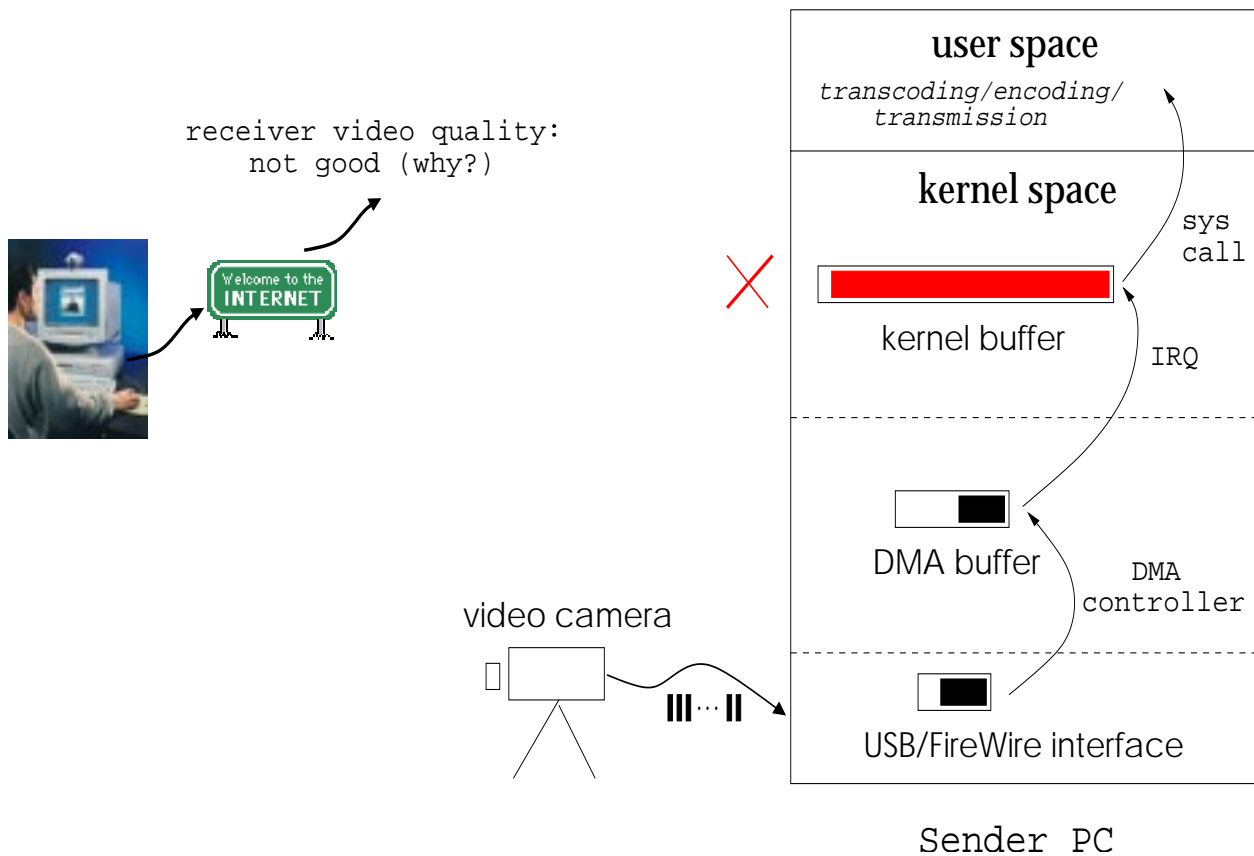 receiver video quality:
not good (why?)
Welcome to the
INTERNET
video camera
user space
transcoding/encoding/
transmission
kernel space
sys
call
kernel buffer
IRQ
DMA buffer
DMA
controller
USB/FireWire interface
Sender PC